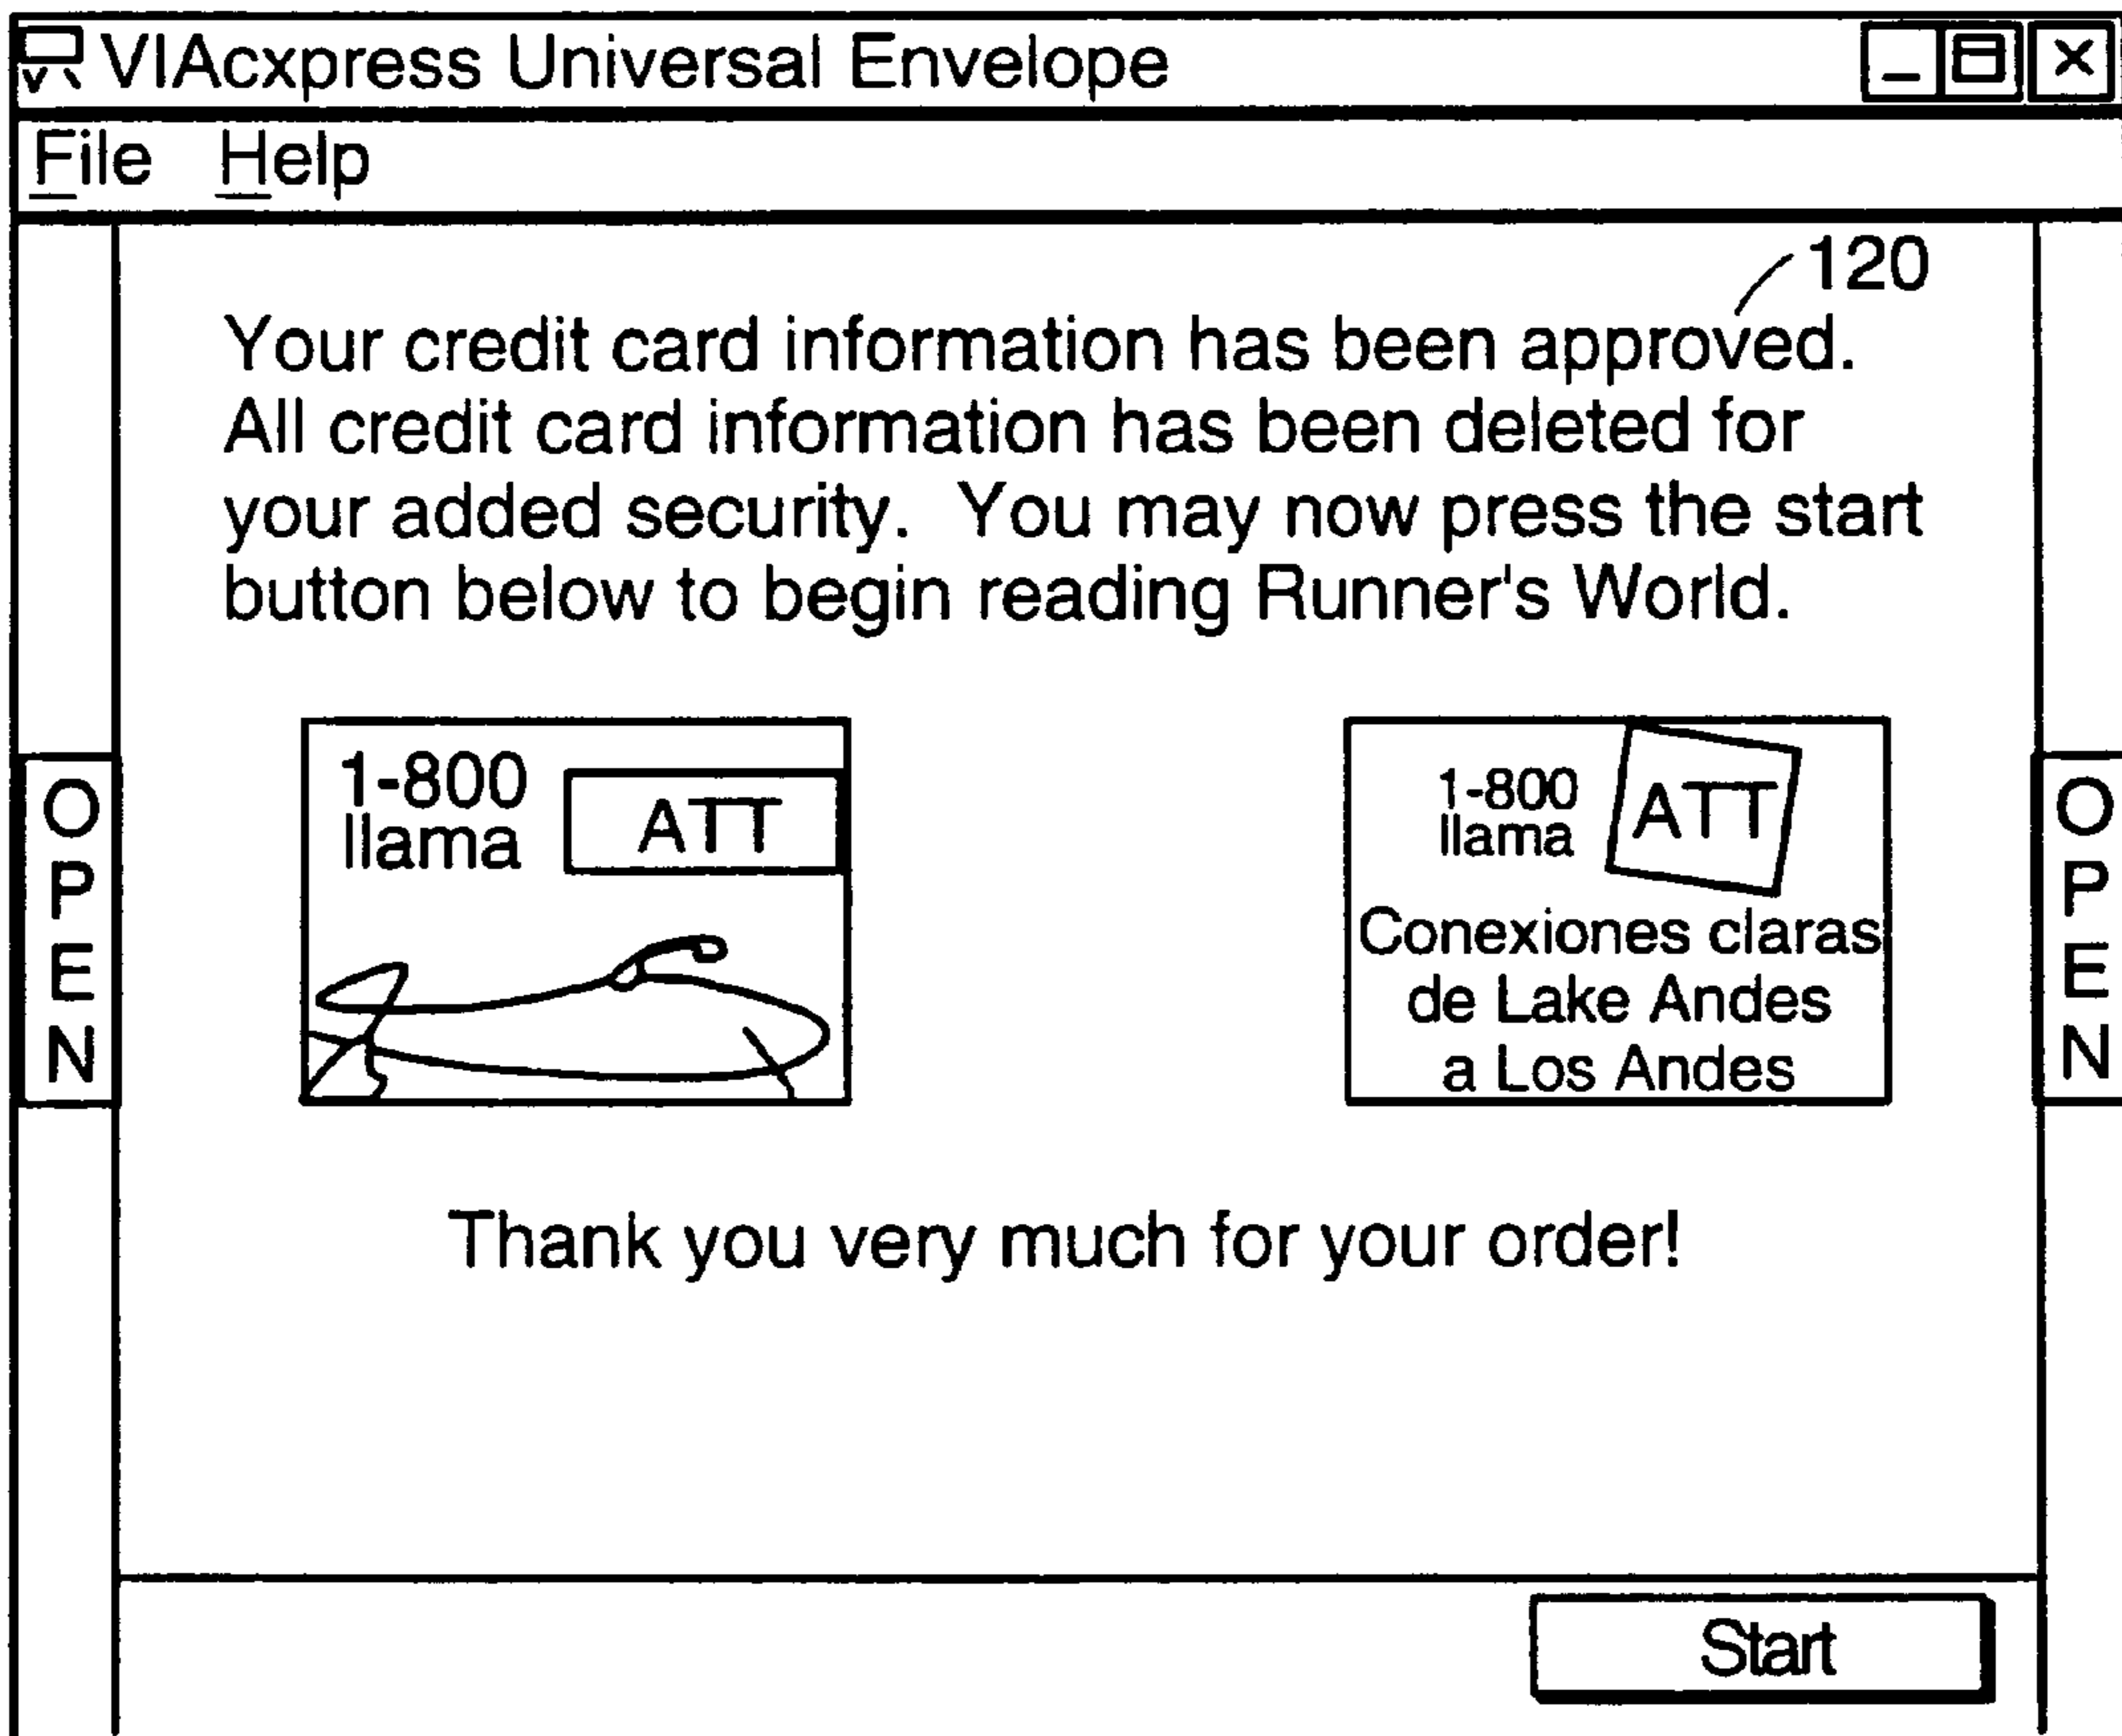 VIAcxpress Universal Envelope
File Help
120
Your credit card information has been approved.
All credit card information has been deleted for
your added security. You may now press the start
button below to begin reading Runner's World.
OPEN
1-800
llama
ATT
1-800
llama
ATT
Conexiones claras
de Lake Andes
a Los Andes
OPEN
Thank you very much for your order!
Start